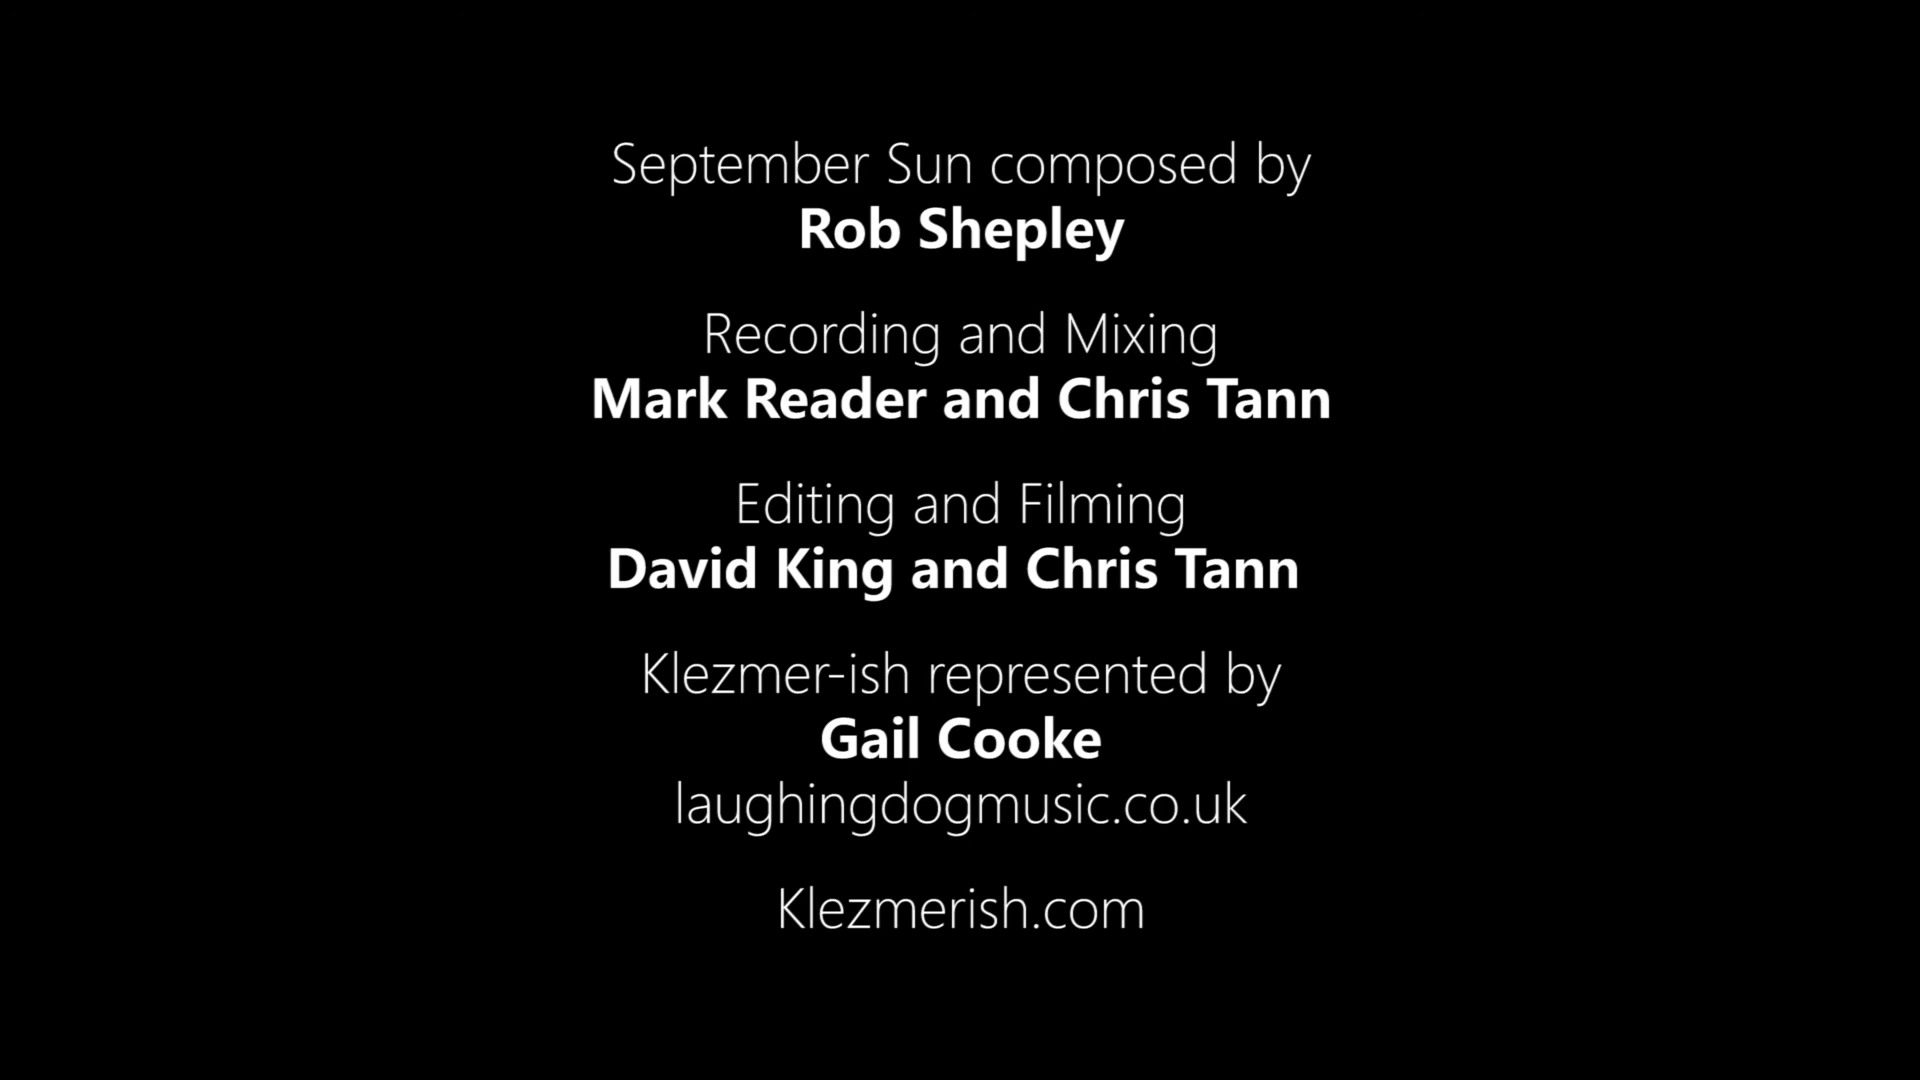 September Sun composed by
Rob Shepley
Recording and Mixing
Mark Reader and Chris Tann
Editing and Filming
David King and Chris Tann
Klezmer-ish represented by
Gail Cooke
laughingdogmusic.co.uk
Klezmerish.com